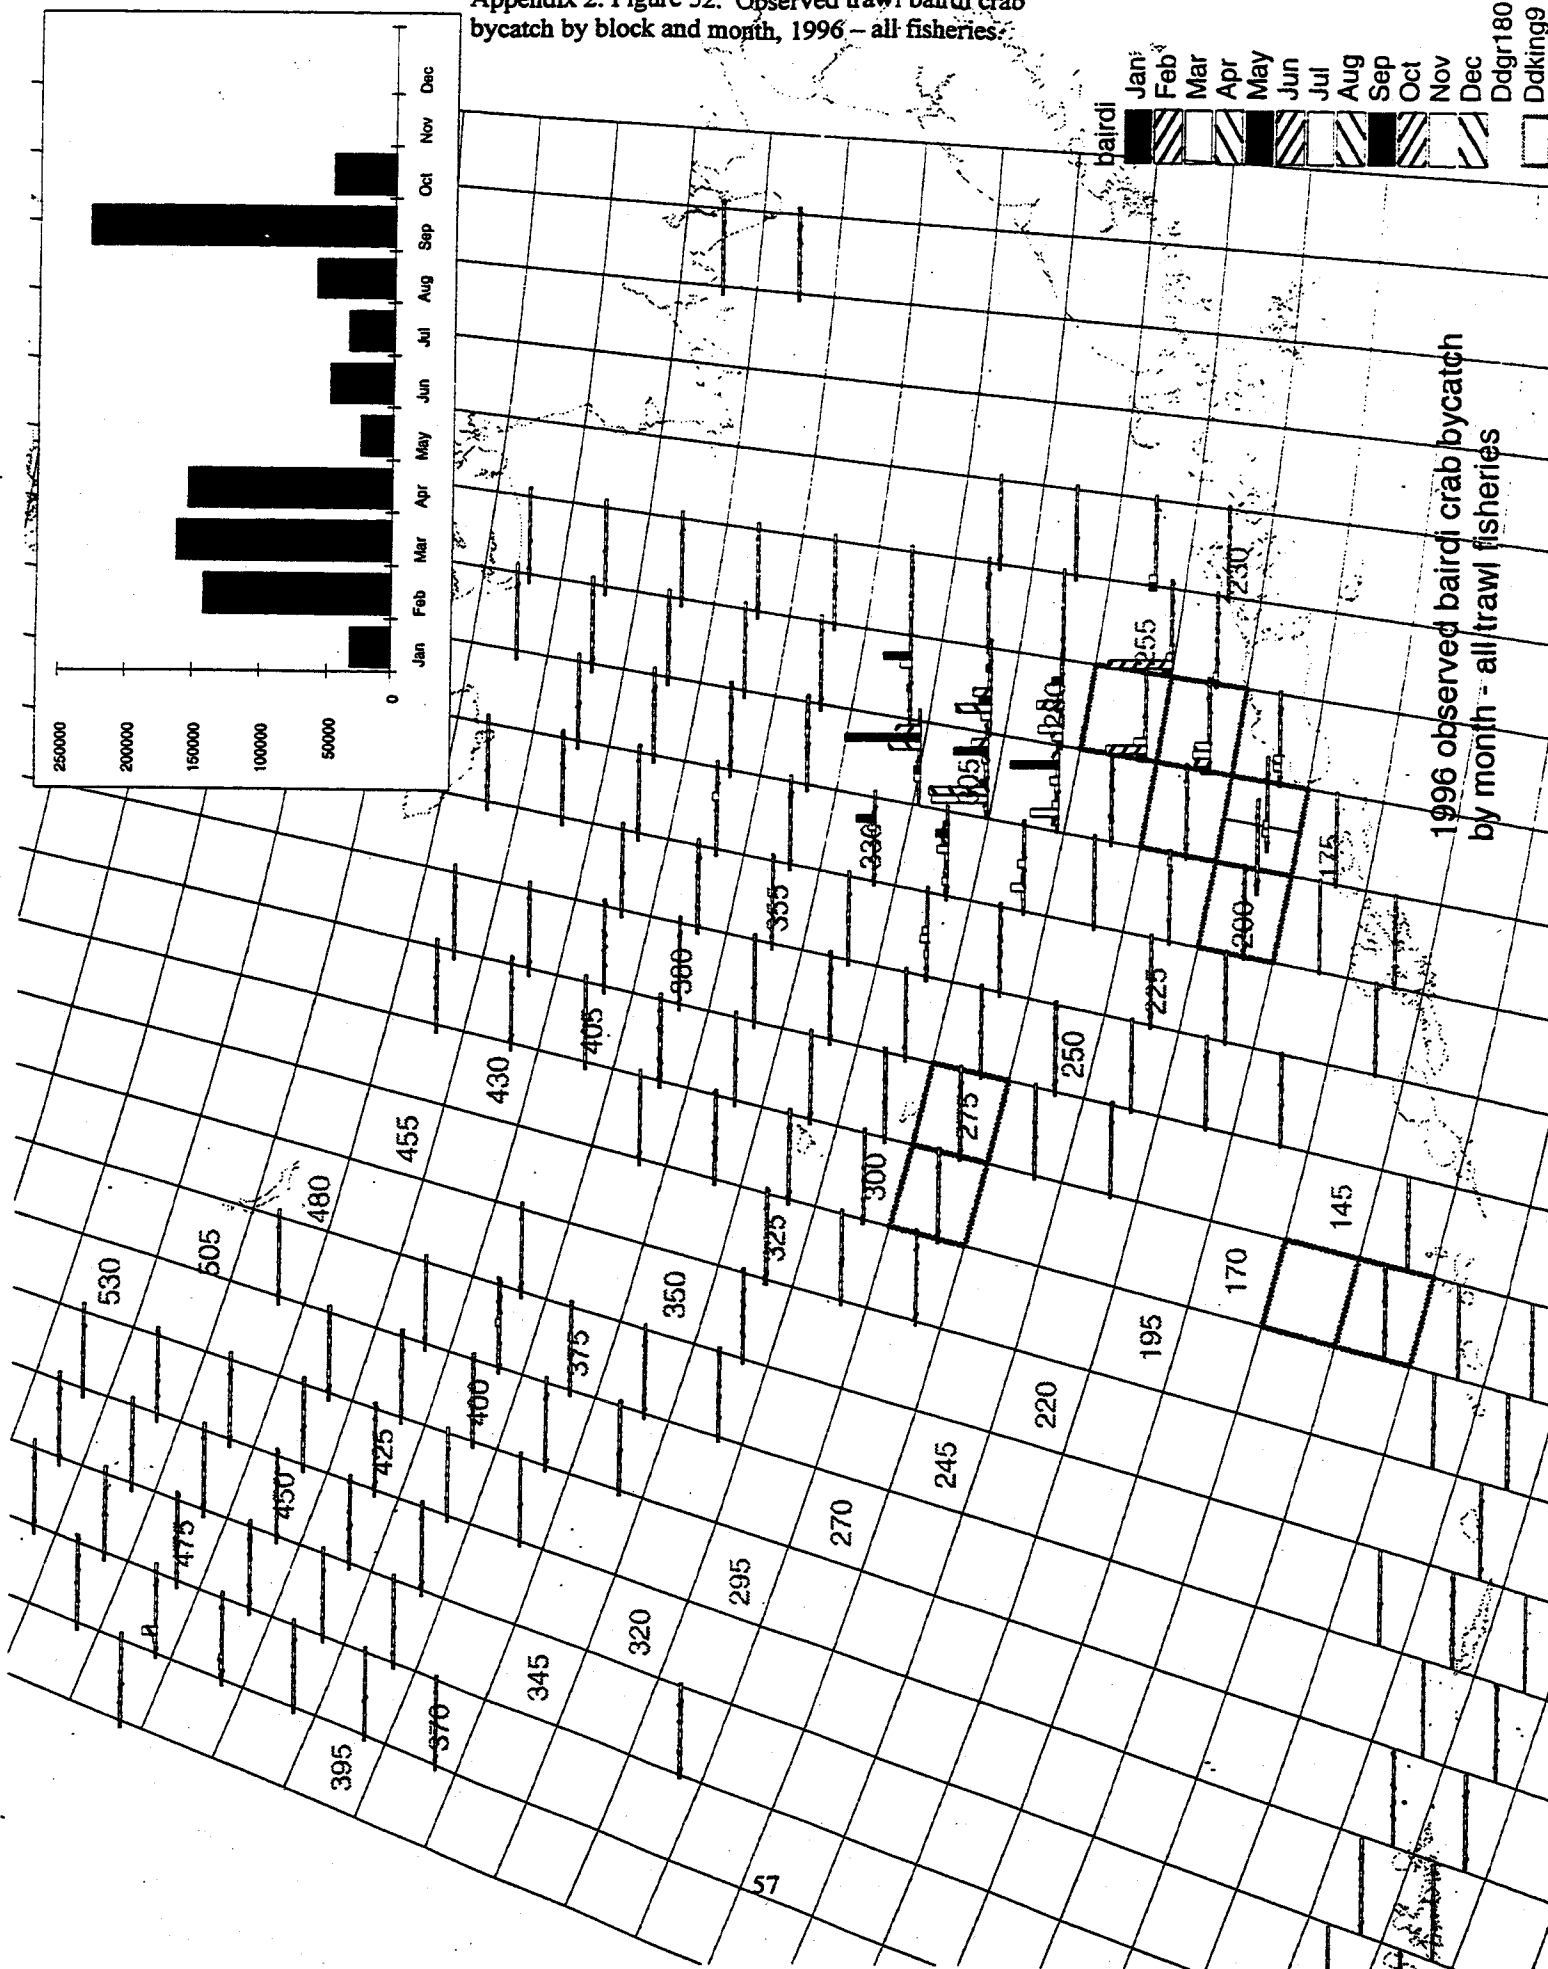 Appendix 2. Figure 52. Observed trawl bairdi crab
bycatch by block and month, 1996 – all fisheries.
250000
200000
150000
100000
50000
0
Jan
Feb
Mar
Apr
May
Jun
Jul
Aug
Sep
Oct
Nov
Dec
bairdi
Jan
Feb
Mar
Apr
May
Jun
Jul
Aug
Sep
Oct
Nov
Dec
Ddgr180
Ddking9
530
505
480
455
430
405
380
355
330
305
280
255
230
475
450
425
400
375
350
325
300
275
250
225
200
175
395
370
345
320
295
270
245
220
195
170
145
1996 observed bairdi crab bycatch
by month - all trawl fisheries
57